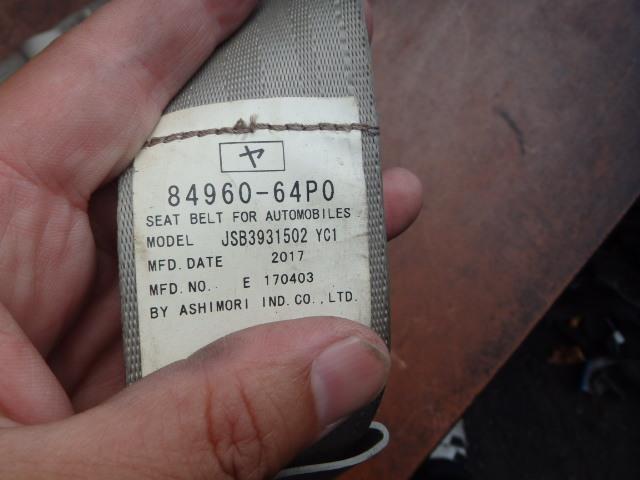 ヤ
84960-64P0
SEAT BELT FOR AUTOMOBILES
MODEL JSB3931502 YC1
MFD. DATE 2017
MFD. NO. E 170403
BY ASHIMORI IND. CO., LTD.